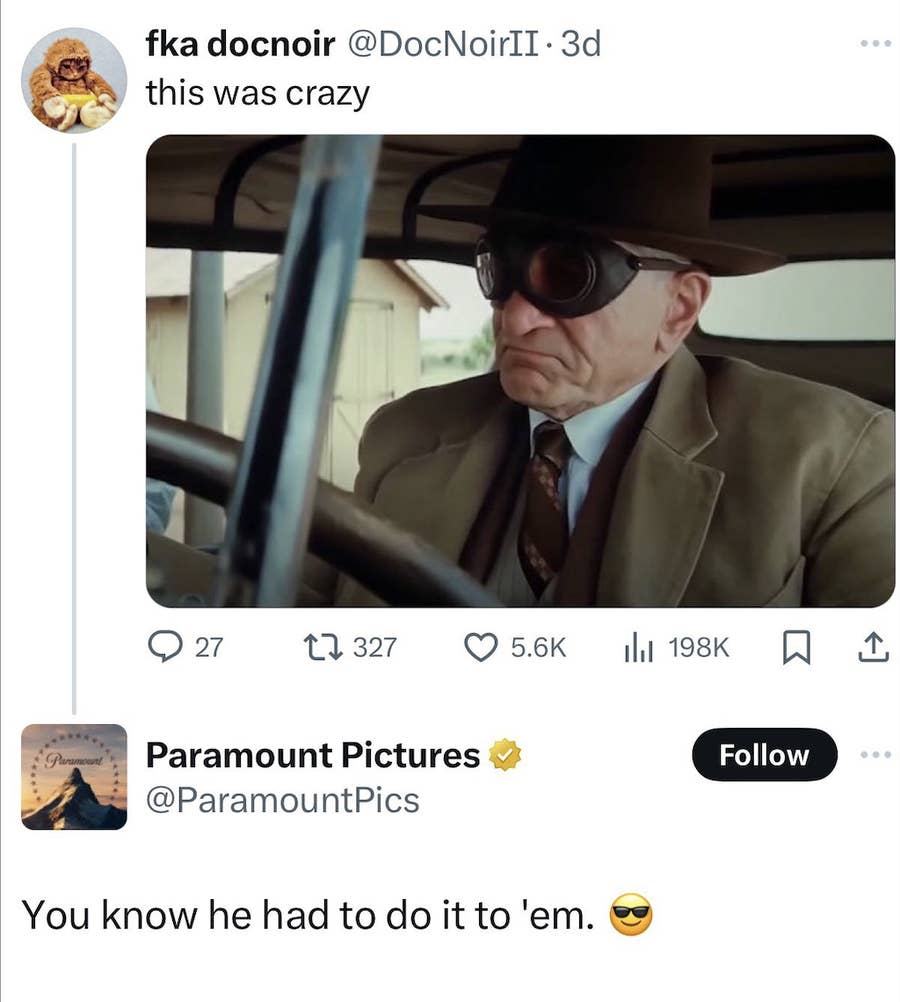 fka docnoir @DocNoirII · 3d
this was crazy
27 327 5.6K 198K
Paramount
Paramount Pictures
Follow
@ParamountPics
You know he had to do it to 'em. 😎